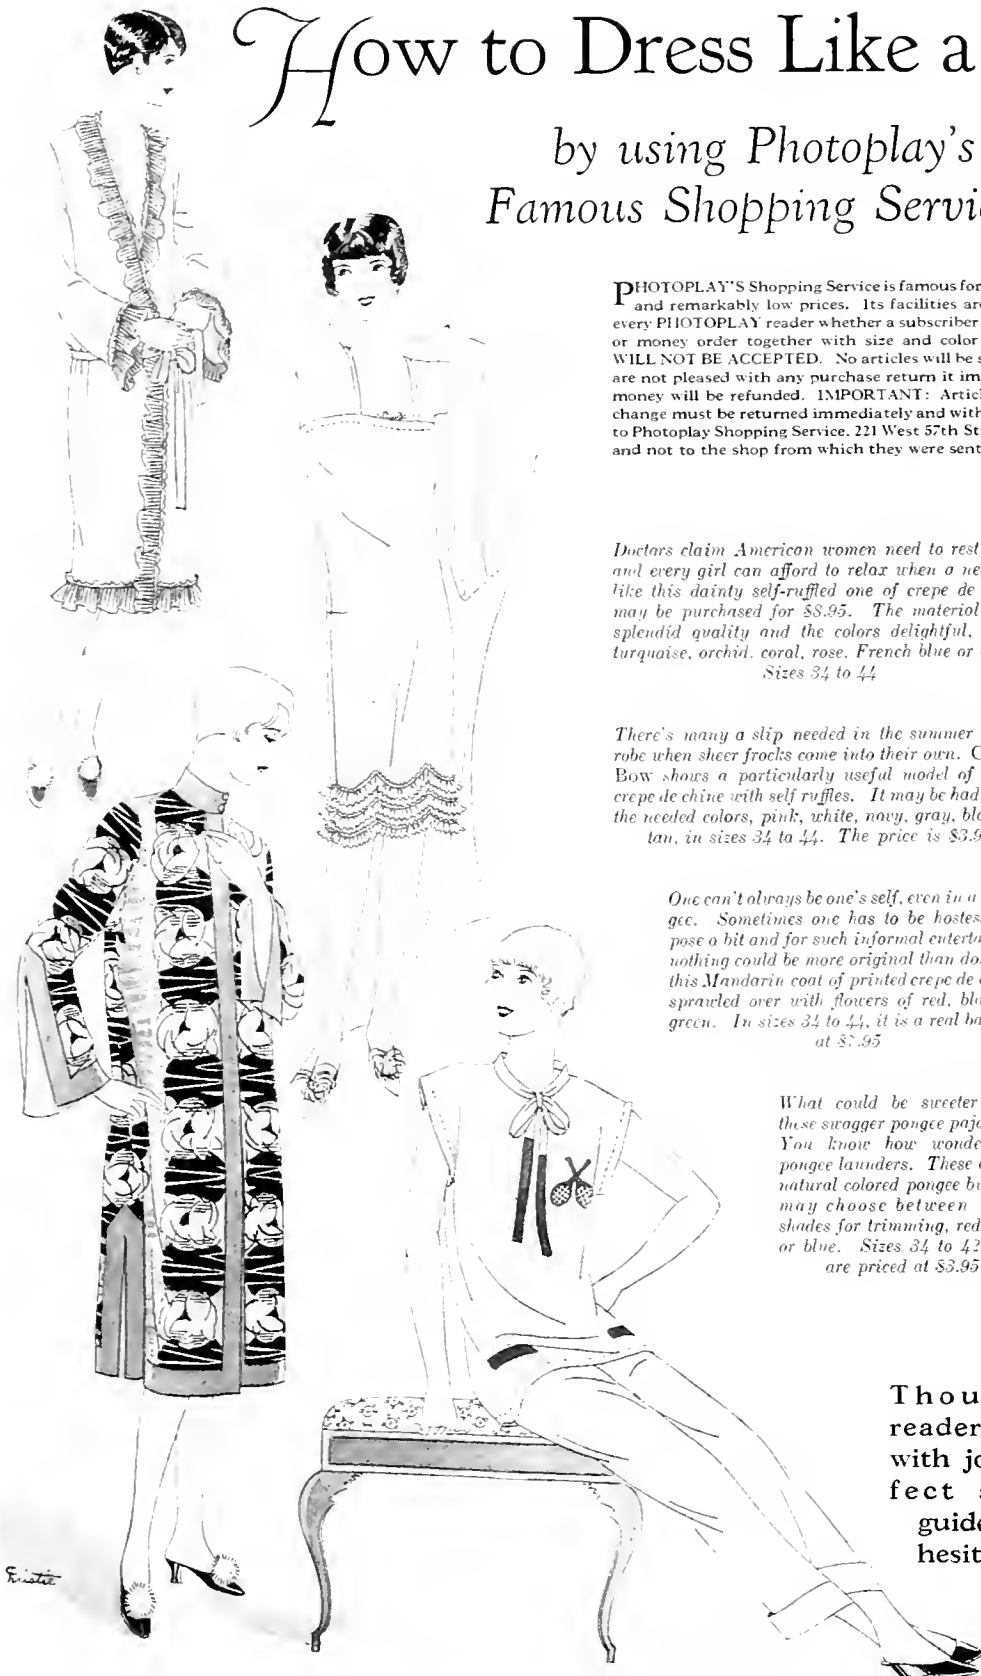 How to Dress Like a
by using Photoplay's
Famous Shopping Servi
PHOTOPLAY'S Shopping Service is famous for
and remarkably low prices. Its facilities ar
every PHOTOPLAY reader whether a subscriber
or money order together with size and color
WILL NOT BE ACCEPTED. No articles will be s
are not pleased with any purchase return it im
money will be refunded. IMPORTANT: Artic
change must be returned immediately and with
to Photoplay Shopping Service. 221 West 57th St
and not to the shop from which they were sent
Doctors claim American women need to rest
and every girl can afford to relax when a ne
like this dainty self-ruffled one of crepe de
may be purchased for $8.95. The material
splendid quality and the colors delightful,
turquoise, orchid. coral, rose. French blue or
Sizes 34 to 44
There's many a slip needed in the summer
robe when sheer frocks come into their own. C
Bow shows a particularly useful model of
crepe de chine with self ruffles. It may be had
the needed colors, pink, white, navy, gray, bla
tan, in sizes 34 to 44. The price is $3.9
One can't always be one's self, even in a
gee. Sometimes one has to be hostes
pose a bit and for such informal enterta
nothing could be more original than do
this Mandarin coat of printed crepe de
sprawled over with flowers of red, blu
green. In sizes 34 to 44, it is a real ba
at $7.95
What could be sweeter
these swagger pongee paja
You know how wonde
pongee launders. These
natural colored pongee bu
may choose between
shades for trimming, red
or blue. Sizes 34 to 42
are priced at $3.95
Thou
reader
with jo
fect s
guide
hesit
Christie